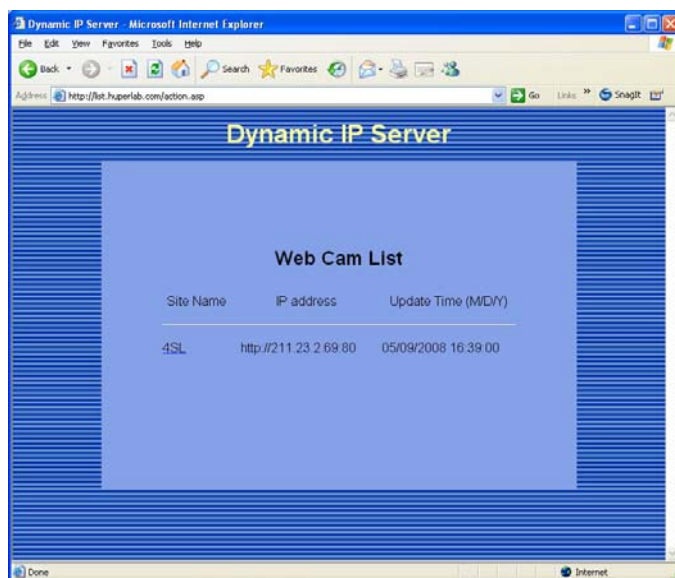 Dynamic IP Server - Microsoft Internet Explorer
File Edit View Favorites Tools Help
Back Search Favorites
Address http://list.huperlab.com/action.asp Go Links » SnagIt
Dynamic IP Server
Web Cam List
Site Name IP address Update Time (M/D/Y)
4SL http://211.23.2.69:80 05/09/2008 16:39:00
Done Internet